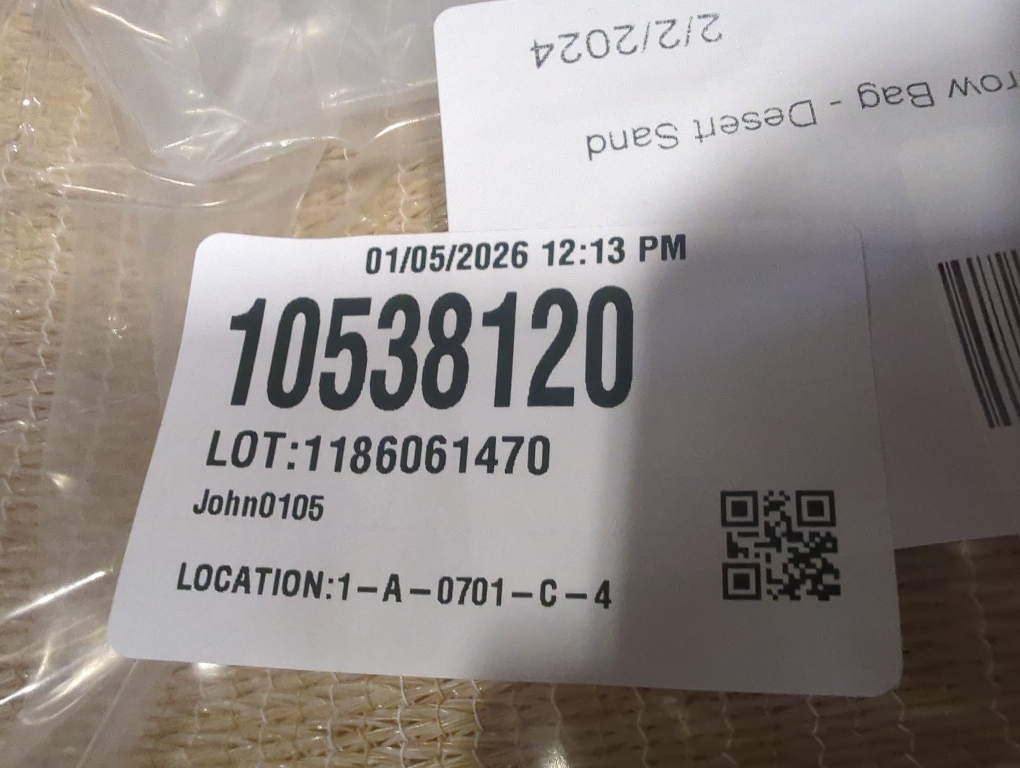 2/2/2024
Bag - Desert Sand
01/05/2026 12:13 PM
10538120
LOT:1186061470
John0105
LOCATION:1-A-0701-C-4